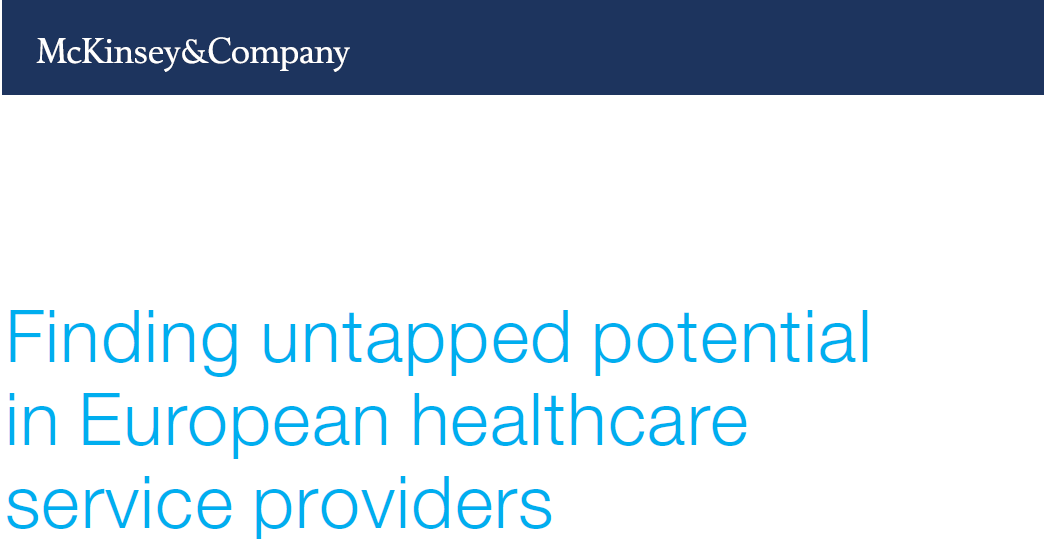 McKinsey&Company
Finding untapped potential
in European healthcare
service providers